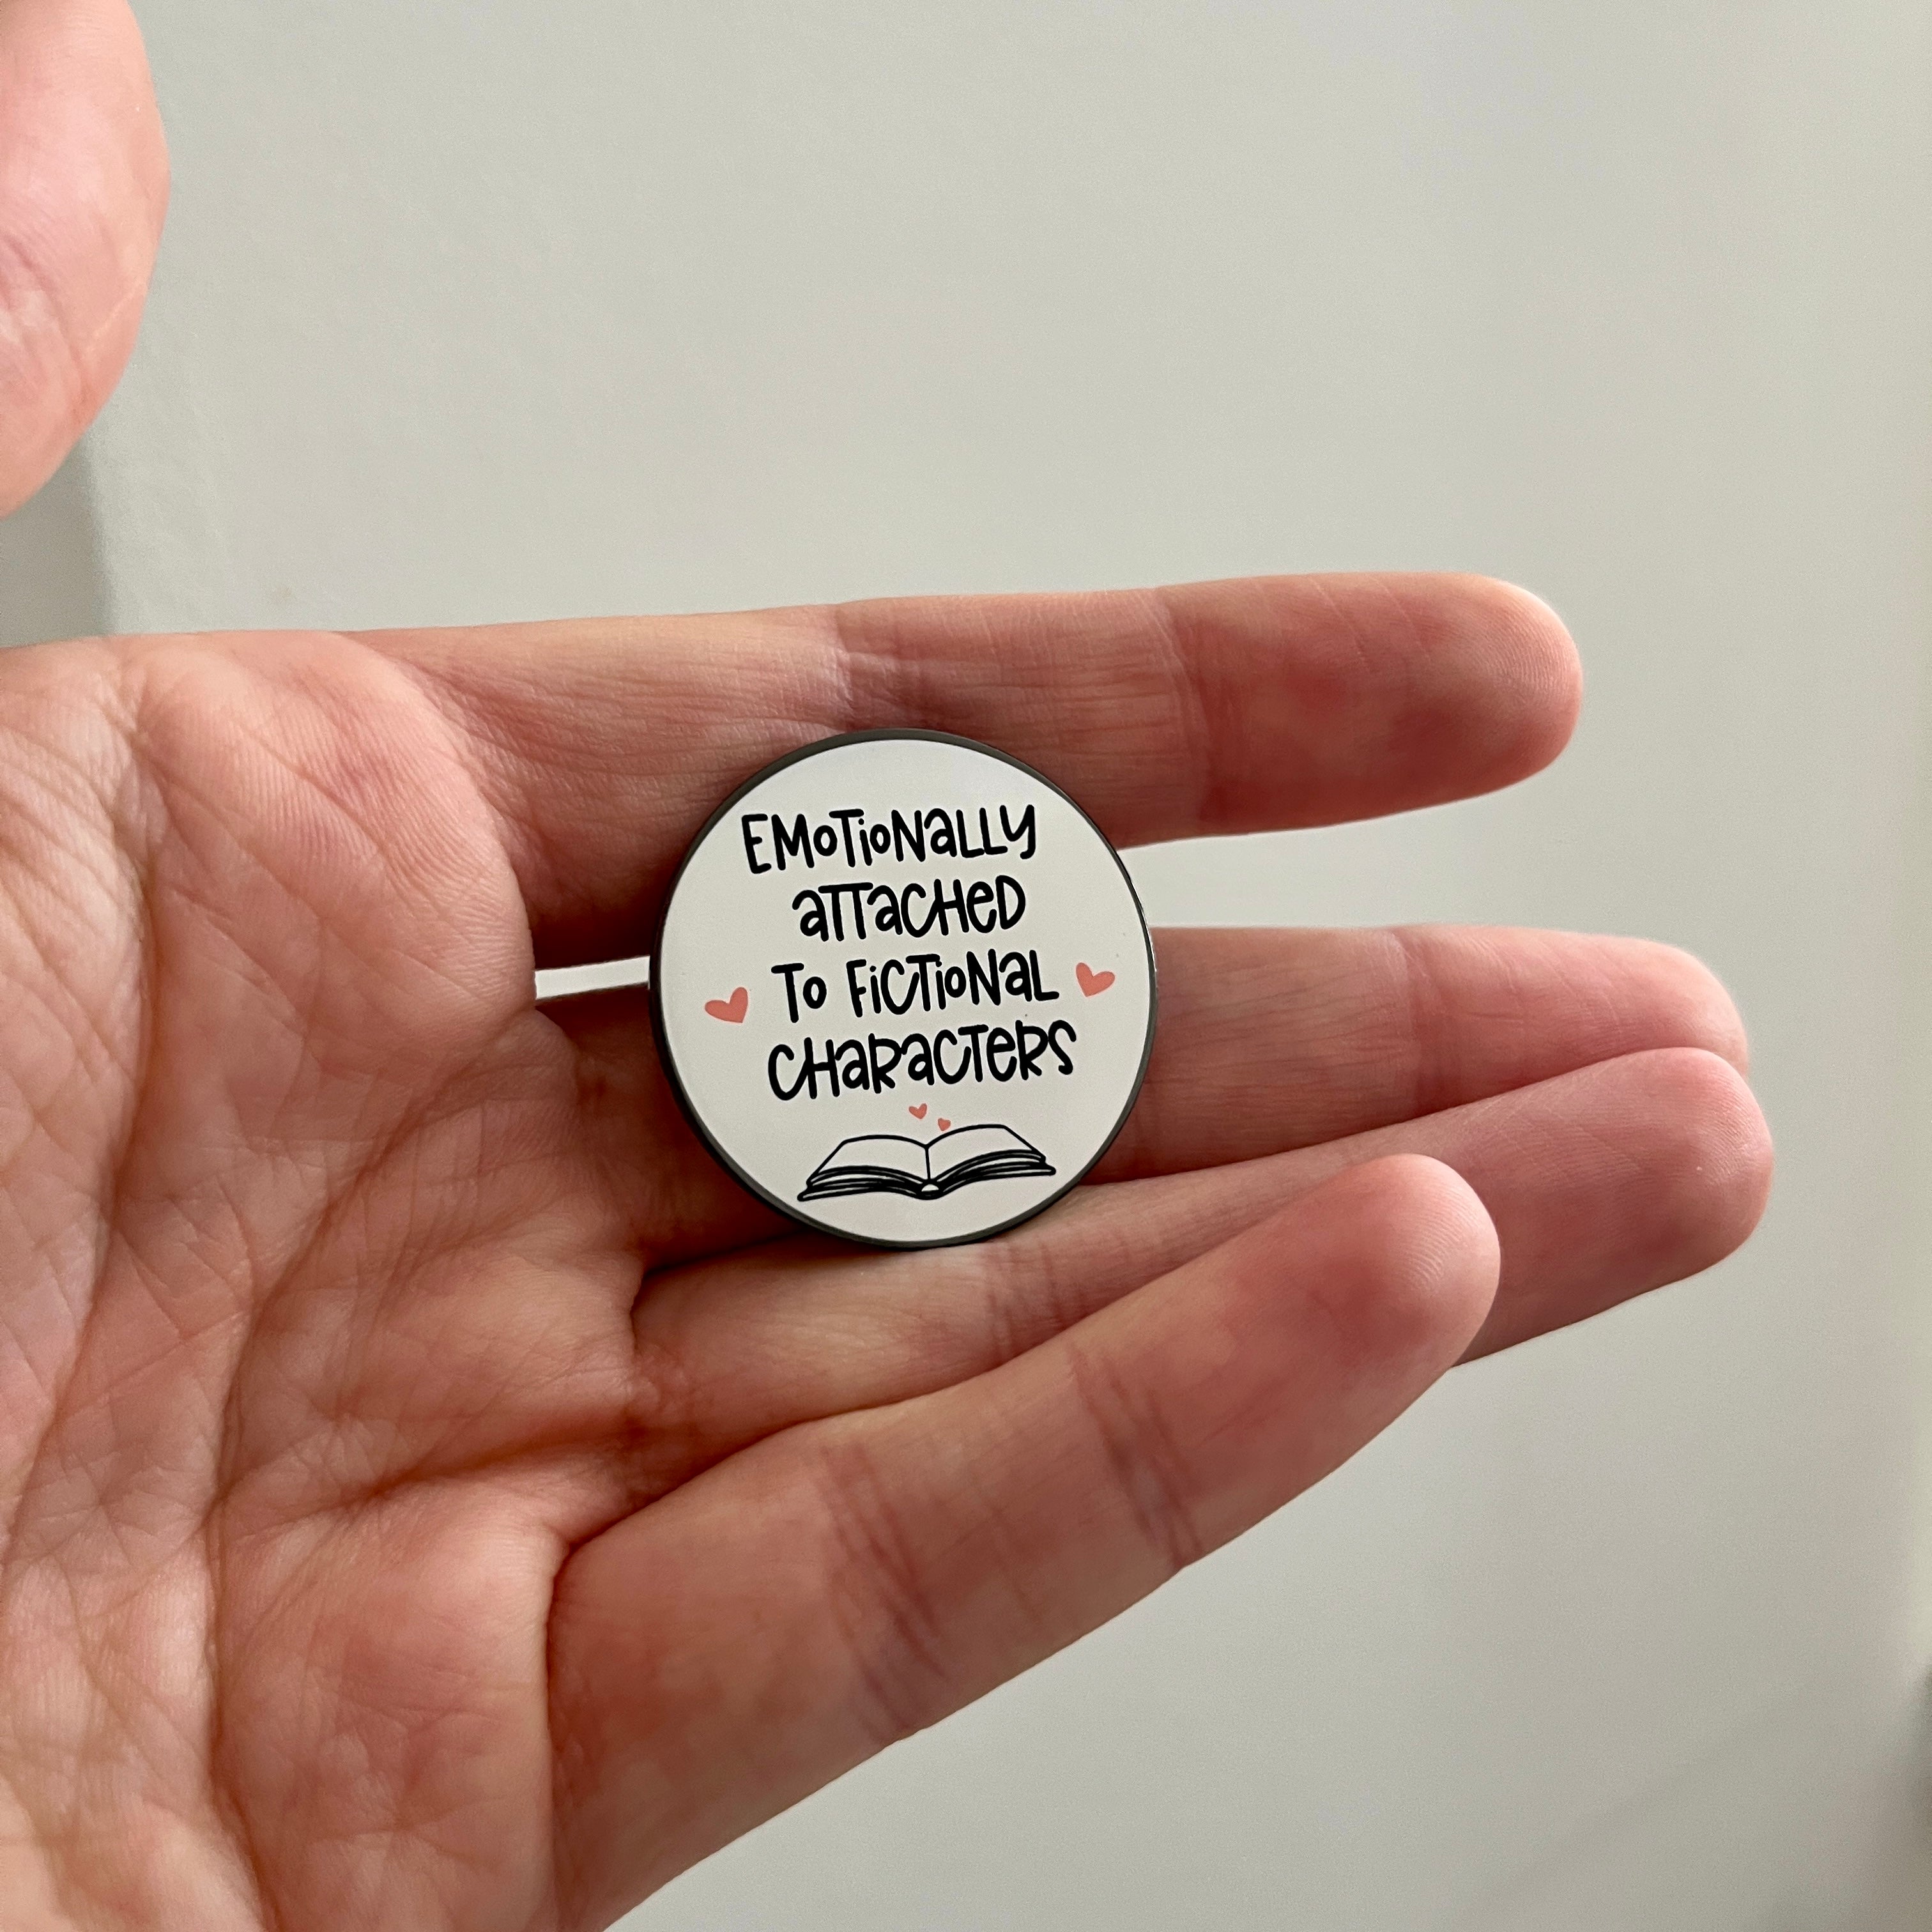 EMOTIONALLY
ATTACHED
TO FICTIONAL
CHARACTERS